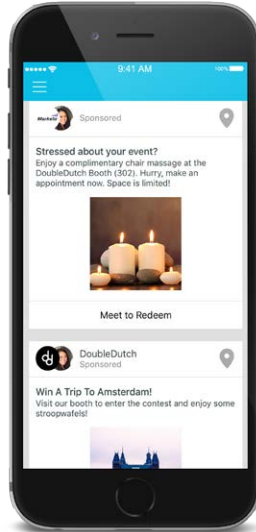 9:41 AM
100%
Marketo
Sponsored
Stressed about your event?
Enjoy a complimentary chair massage at the
DoubleDutch Booth (302). Hurry, make an
appointment now. Space is limited!
Meet to Redeem
DoubleDutch
Sponsored
Win A Trip To Amsterdam!
Visit our booth to enter the contest and enjoy some
stroopwafels!